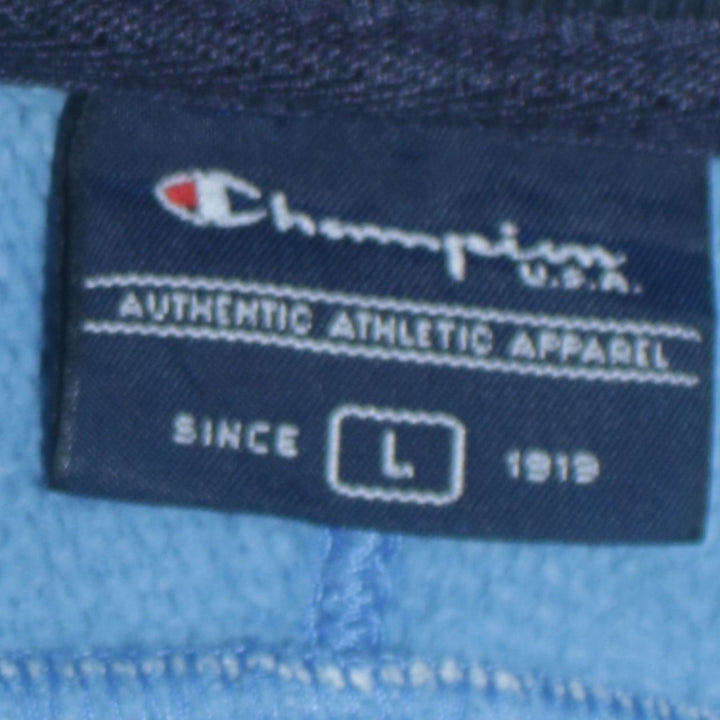 Champion
U.S.A.
AUTHENTIC ATHLETIC APPAREL
SINCE L 1919